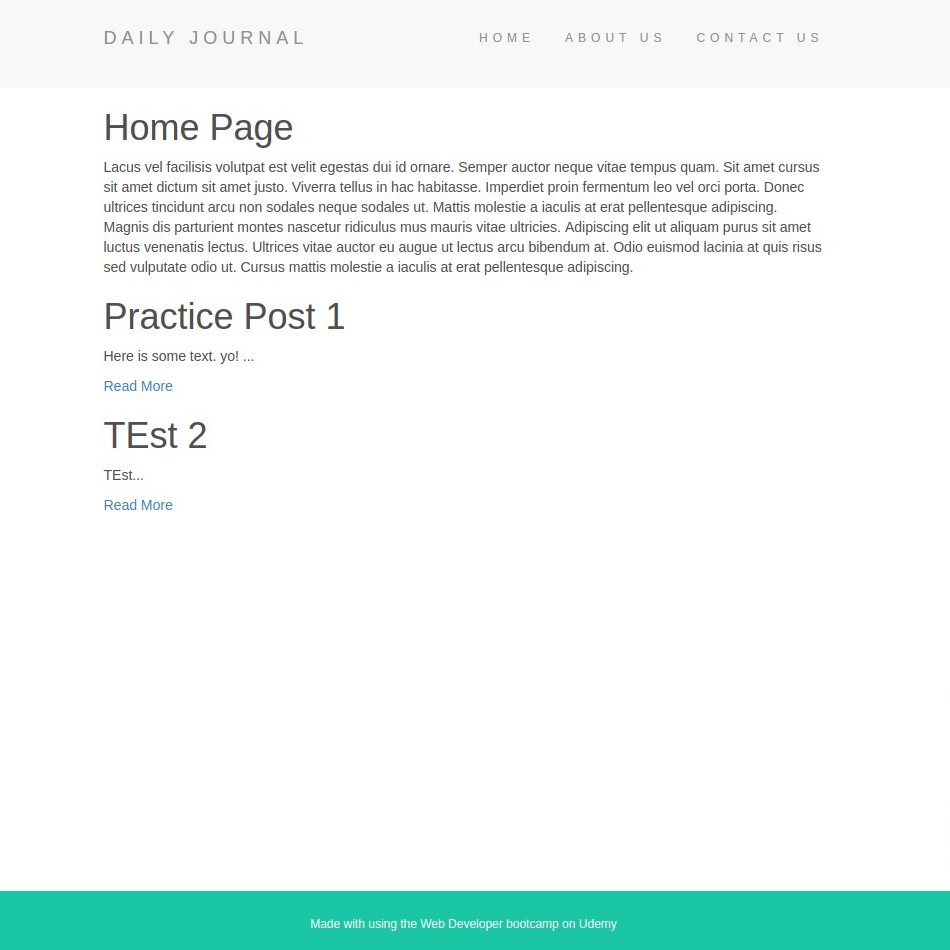 DAILY JOURNAL
HOME ABOUT US CONTACT US
Home Page
Lacus vel facilisis volutpat est velit egestas dui id ornare. Semper auctor neque vitae tempus quam. Sit amet cursus
sit amet dictum sit amet justo. Viverra tellus in hac habitasse. Imperdiet proin fermentum leo vel orci porta. Donec
ultrices tincidunt arcu non sodales neque sodales ut. Mattis molestie a iaculis at erat pellentesque adipiscing.
Magnis dis parturient montes nascetur ridiculus mus mauris vitae ultricies. Adipiscing elit ut aliquam purus sit amet
luctus venenatis lectus. Ultrices vitae auctor eu augue ut lectus arcu bibendum at. Odio euismod lacinia at quis risus
sed vulputate odio ut. Cursus mattis molestie a iaculis at erat pellentesque adipiscing.
Practice Post 1
Here is some text. yo! ...
Read More
TEst 2
TEst...
Read More
Made with using the Web Developer bootcamp on Udemy